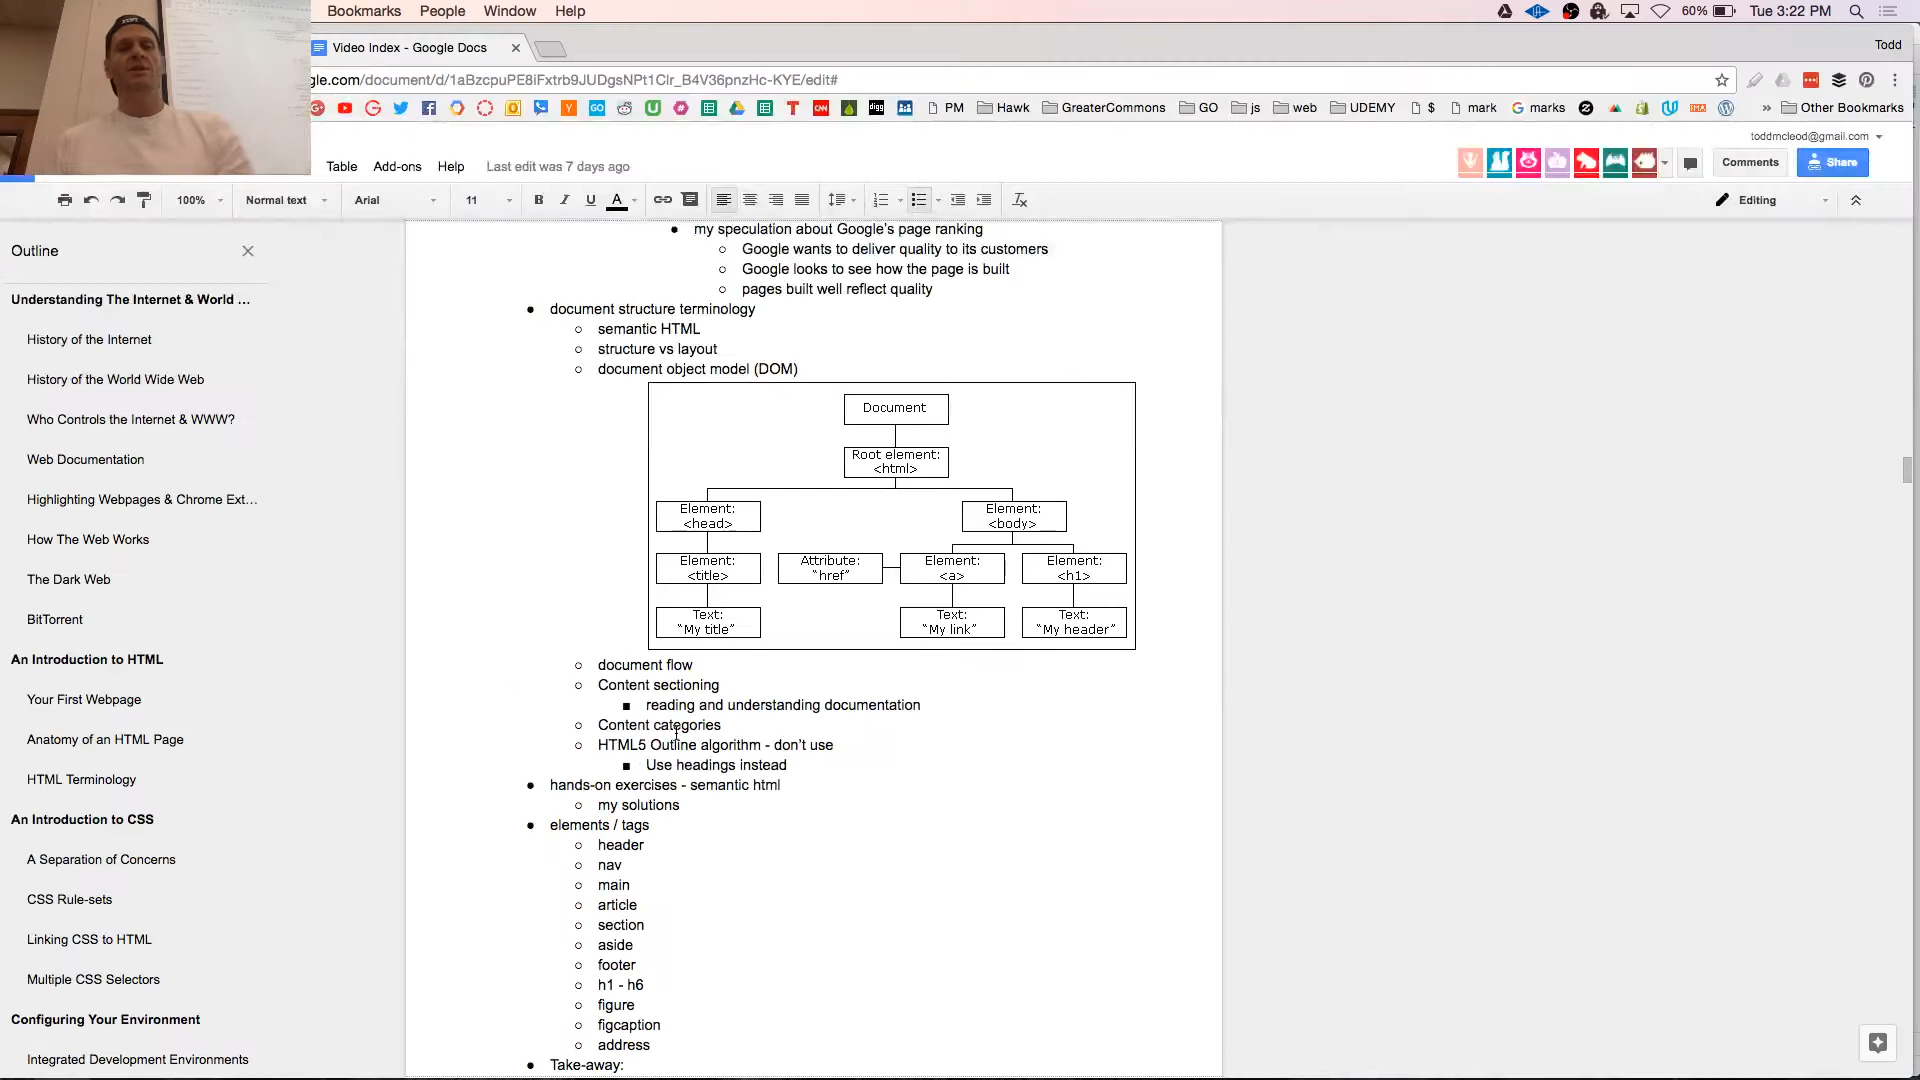 Bookmarks People Window Help
60% Tue 3:22 PM
Video Index - Google Docs
Todd
gle.com/document/d/1aBzcpuPE8iFxtrb9JUDgsNPt1Clr_B4V36pnzHc-KYE/edit#
PM Hawk GreaterCommons GO js web UDEMY $ mark marks » Other Bookmarks
toddmcleod@gmail.com
Table Add-ons Help Last edit was 7 days ago
Comments Share
100% Normal text Arial 11 B I U A Editing
Outline
Understanding The Internet & World ...
History of the Internet
History of the World Wide Web
Who Controls the Internet & WWW?
Web Documentation
Highlighting Webpages & Chrome Ext...
How The Web Works
The Dark Web
BitTorrent
An Introduction to HTML
Your First Webpage
Anatomy of an HTML Page
HTML Terminology
An Introduction to CSS
A Separation of Concerns
CSS Rule-sets
Linking CSS to HTML
Multiple CSS Selectors
Configuring Your Environment
Integrated Development Environments
my speculation about Google's page ranking
Google wants to deliver quality to its customers
Google looks to see how the page is built
pages built well reflect quality
document structure terminology
semantic HTML
structure vs layout
document object model (DOM)
Document
Root element:
<html>
Element:
<head>
Element:
<body>
Element:
<title>
Attribute:
"href"
Element:
<a>
Element:
<h1>
Text:
"My title"
Text:
"My link"
Text:
"My header"
document flow
Content sectioning
reading and understanding documentation
Content categories
HTML5 Outline algorithm - don't use
Use headings instead
hands-on exercises - semantic html
my solutions
elements / tags
header
nav
main
article
section
aside
footer
h1 - h6
figure
figcaption
address
Take-away: